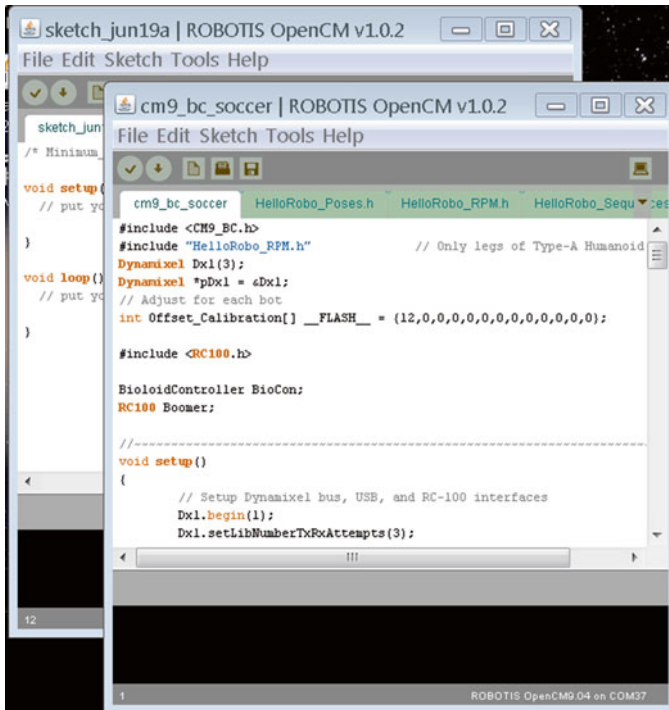 sketch_jun19a | ROBOTIS OpenCM v1.0.2
File Edit Sketch Tools Help
sketch_jun
/* Minimum_
void setup(
// put yo
}
void loop()
// put yo
}
12
cm9_bc_soccer | ROBOTIS OpenCM v1.0.2
File Edit Sketch Tools Help
cm9_bc_soccer HelloRobo_Poses.h HelloRobo_RPM.h HelloRobo_Sequ ces
#include <CM9_BC.h>
#include "HelloRobo_RPM.h" // Only legs of Type-A Humanoid
Dynamixel Dxl(3);
Dynamixel *pDxl = &Dxl;
// Adjust for each bot
int Offset_Calibration[] __FLASH__ = {12,0,0,0,0,0,0,0,0,0,0,0,0};
#include <RC100.h>
BioloidController BioCon;
RC100 Boomer;
//-----------------------------------------------------------------
void setup()
{
// Setup Dynamixel bus, USB, and RC-100 interfaces
Dxl.begin(1);
Dxl.setLibNumberTxRxAttempts(3);
1
ROBOTIS OpenCM9.04 on COM37